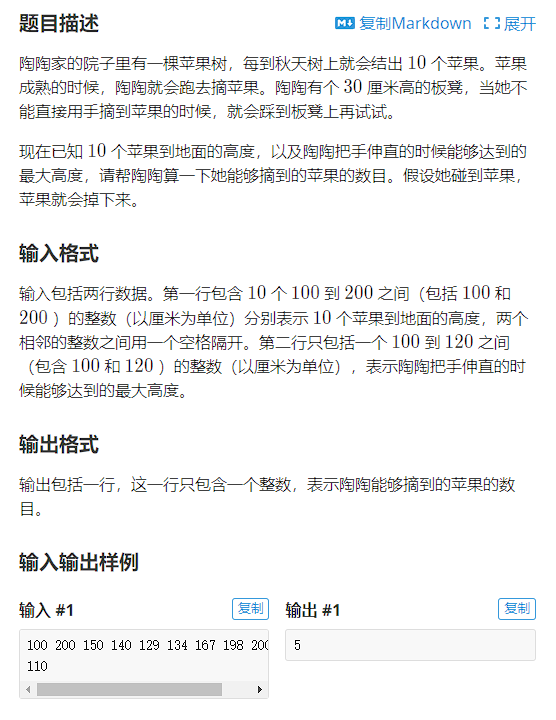 题目描述 复制Markdown 展开
陶陶家的院子里有一棵苹果树，每到秋天树上就会结出 10 个苹果。苹果
成熟的时候，陶陶就会跑去摘苹果。陶陶有个 30 厘米高的板凳，当她不
能直接用手摘到苹果的时候，就会踩到板凳上再试试。
现在已知 10 个苹果到地面的高度，以及陶陶把手伸直的时候能够达到的
最大高度，请帮陶陶算一下她能够摘到的苹果的数目。假设她碰到苹果，
苹果就会掉下来。
输入格式
输入包括两行数据。第一行包含 10 个 100 到 200 之间（包括 100 和
200 ）的整数（以厘米为单位）分别表示 10 个苹果到地面的高度，两个
相邻的整数之间用一个空格隔开。第二行只包括一个 100 到 120 之间
（包含 100 和 120 ）的整数（以厘米为单位），表示陶陶把手伸直的时
候能够达到的最大高度。
输出格式
输出包括一行，这一行只包含一个整数，表示陶陶能够摘到的苹果的数
目。
输入输出样例
输入 #1 复制 输出 #1 复制
100 200 150 140 129 134 167 198 200
110
5